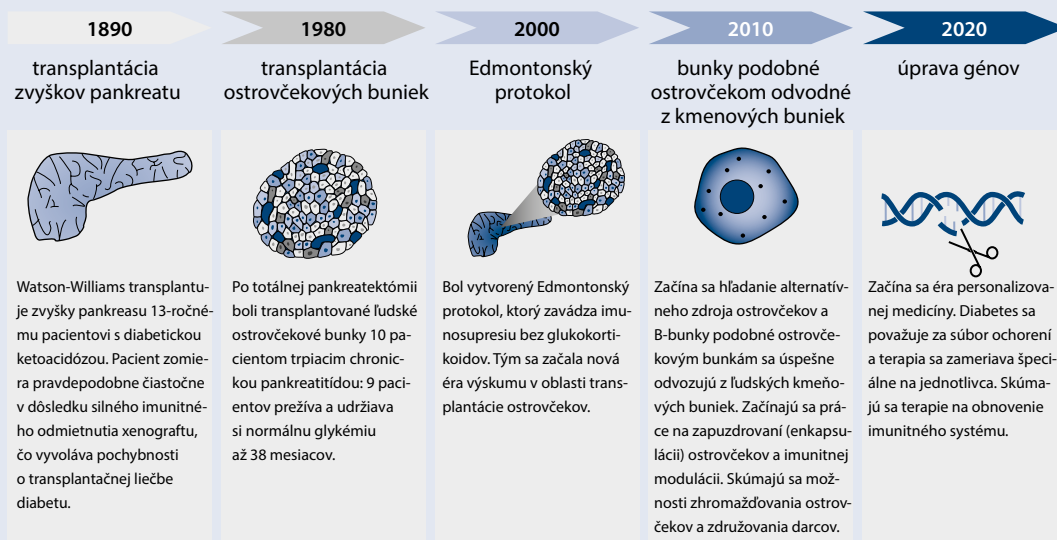 1890
transplantácia
zvyškov pankreatu
Watson-Williams transplantu-
je zvyšky pankreasu 13-ročné-
mu pacientovi s diabetickou
ketoacidózou. Pacient zomie-
ra pravdepodobne čiastočne
v dôsledku silného imunitné-
ho odmietnutia xenograftu,
čo vyvoláva pochybnosti
o transplantačnej liečbe
diabetu.
1980
transplantácia
ostrovčekových buniek
Po totálnej pankreatektómii
boli transplantované ľudské
ostrovčekové bunky 10 pa-
cientom trpiacim chronic-
kou pankreatitídou: 9 paci-
entov prežíva a udržiava
si normálnu glykémiu
až 38 mesiacov.
2000
Edmontonský
protokol
Bol vytvorený Edmontonský
protokol, ktorý zavádza imu-
nosupresiu bez glukokorti-
koidov. Tým sa začala nová
éra výskumu v oblasti trans-
plantácie ostrovčekov.
2010
bunky podobné
ostrovčekom odvodné
z kmenových buniek
Začína sa hľadanie alternatív-
neho zdroja ostrovčekov a
B-bunky podobné ostrovče-
kovým bunkám sa úspešne
odvozujú z ľudských kmeňo-
vých buniek. Začínajú sa prá-
ce na zapuzdrovaní (enkapsu-
lácii) ostrovčekov a imunitnej
modulácii. Skúmajú sa mož-
nosti zhromažďovania ostrov-
čekov a združovania darcov.
2020
úprava génov
Začína sa éra personalizova-
nej medicíny. Diabetes sa
považuje za súbor ochorení
a terapia sa zameriava špeci-
álne na jednotlivca. Skúma-
jú sa terapie na obnovenie
imunitného systému.